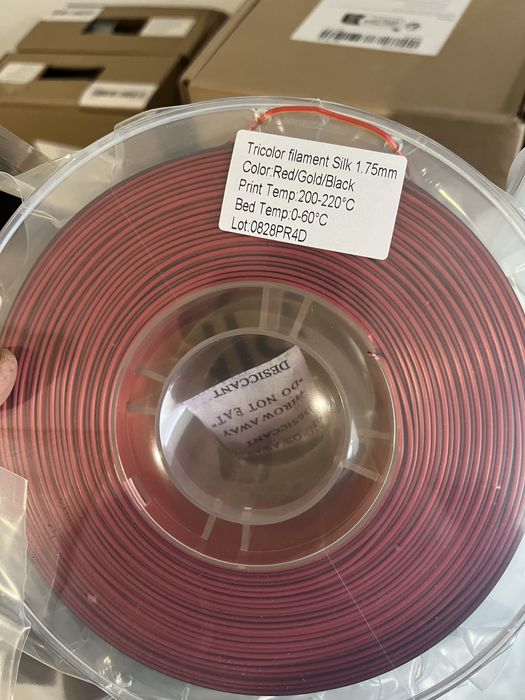 Tricolor filament Silk 1.75mm
Color:Red/Gold/Black
Print Temp:200-220°C
Bed Temp:0-60°C
Lot:0828PR4D
DESICCANT
"DO NOT EAT"
THROW AWAY
DESICCANT